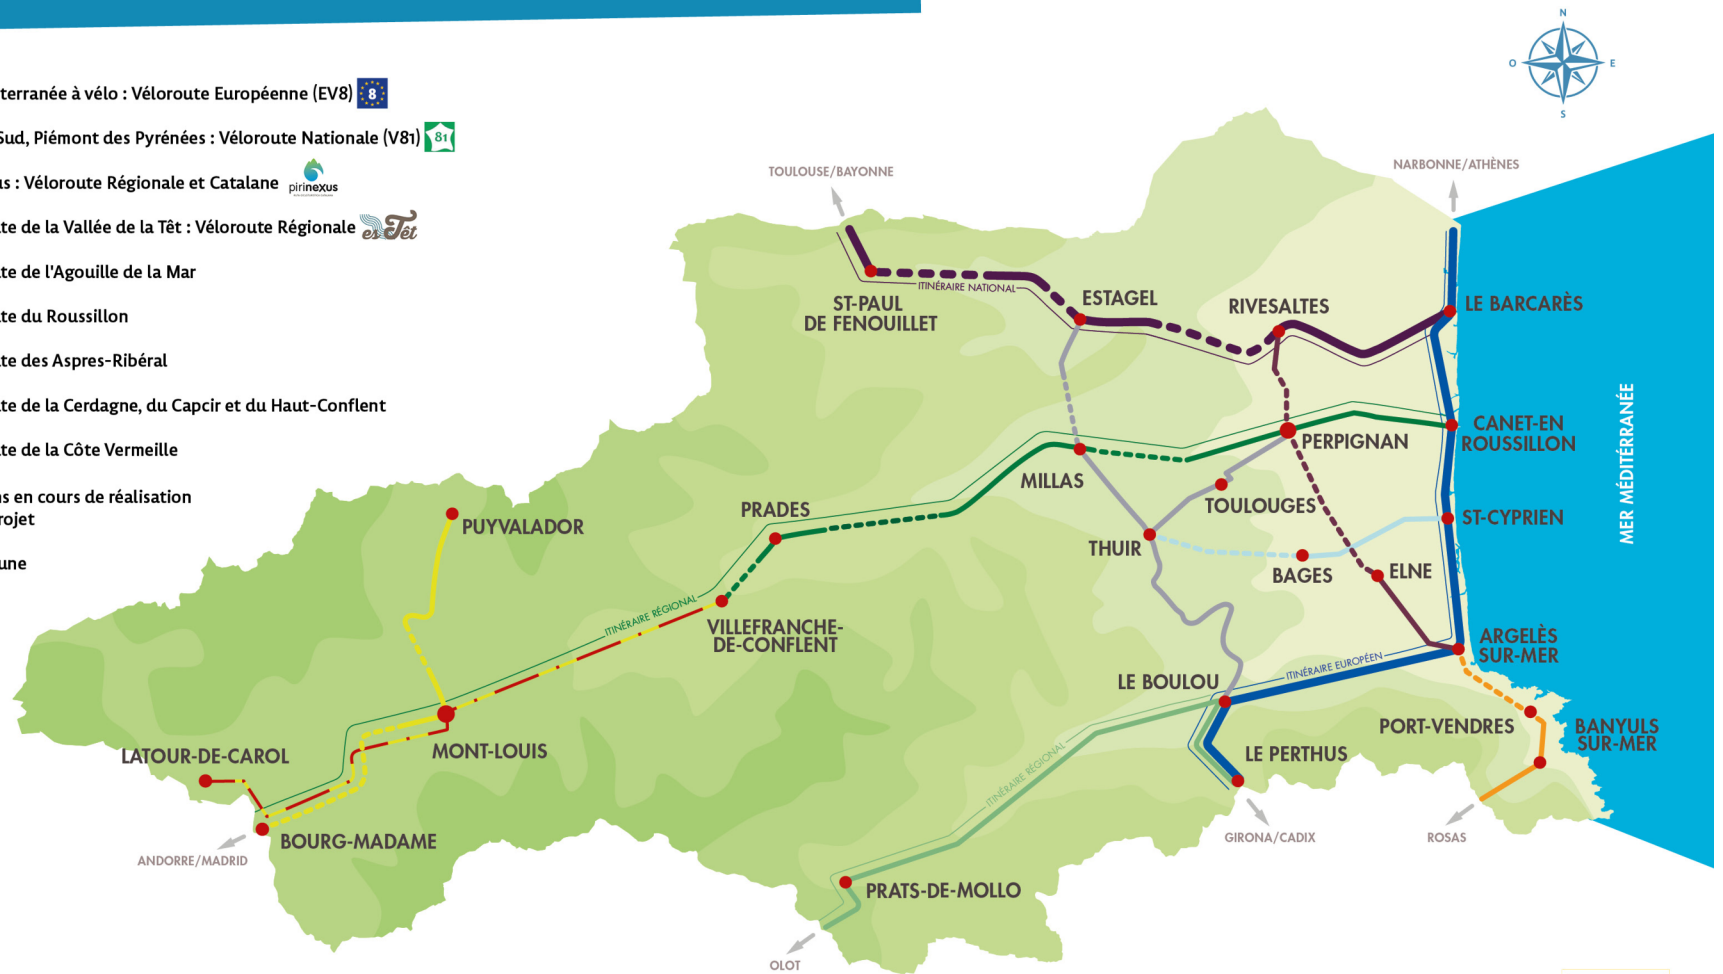 terranée à vélo : Véloroute Européenne (EV8) 8
Sud, Piémont des Pyrénées : Véloroute Nationale (V81) 81
us : Véloroute Régionale et Catalane pirinexus
te de la Vallée de la Têt : Véloroute Régionale esTêt
te de l'Agouille de la Mar
te du Roussillon
te des Aspres-Ribéral
te de la Cerdagne, du Capcir et du Haut-Conflent
te de la Côte Vermeille
ns en cours de réalisation
rojet
une
N
O
E
S
TOULOUSE/BAYONNE
NARBONNE/ATHÈNES
ST-PAUL
DE FENOUILLET
ITINÉRAIRE NATIONAL
ESTAGEL
RIVESALTES
LE BARCARÈS
MER MÉDITÉRRANÉE
CANET-EN
ROUSSILLON
PERPIGNAN
MILLAS
TOULOUGES
PRADES
PUYVALADOR
ST-CYPRIEN
THUIR
BAGES
ELNE
ITINÉRAIRE RÉGIONAL
VILLEFRANCHE-
DE-CONFLENT
ARGELÈS
SUR-MER
ITINÉRAIRE EUROPÉEN
LE BOULOU
PORT-VENDRES
BANYULS
SUR-MER
MONT-LOUIS
LATOUR-DE-CAROL
LE PERTHUS
ITINÉRAIRE RÉGIONAL
BOURG-MADAME
ANDORRE/MADRID
GIRONA/CADIX
ROSAS
PRATS-DE-MOLLO
OLOT